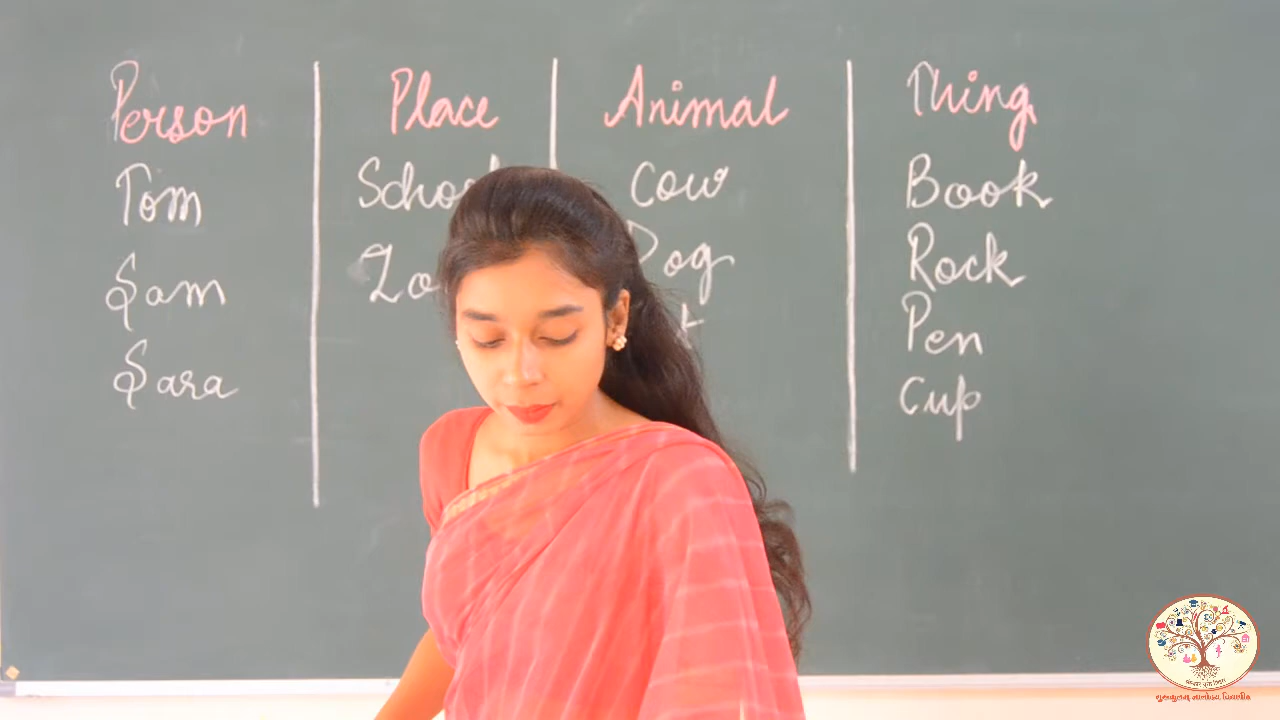 Person Place Animal Thing
Tom School Cow Book
Sam Zoo Dog Rock
Sara Pen
Cup